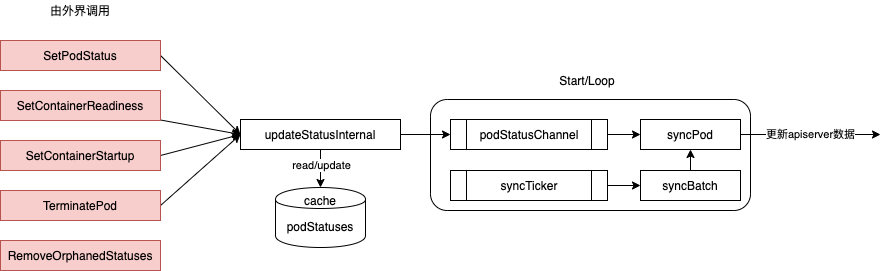 由外界调用
SetPodStatus
SetContainerReadiness
SetContainerStartup
TerminatePod
RemoveOrphanedStatuses
updateStatusInternal
read/update
cache
podStatuses
Start/Loop
podStatusChannel
syncPod
syncTicker
syncBatch
更新apiserver数据